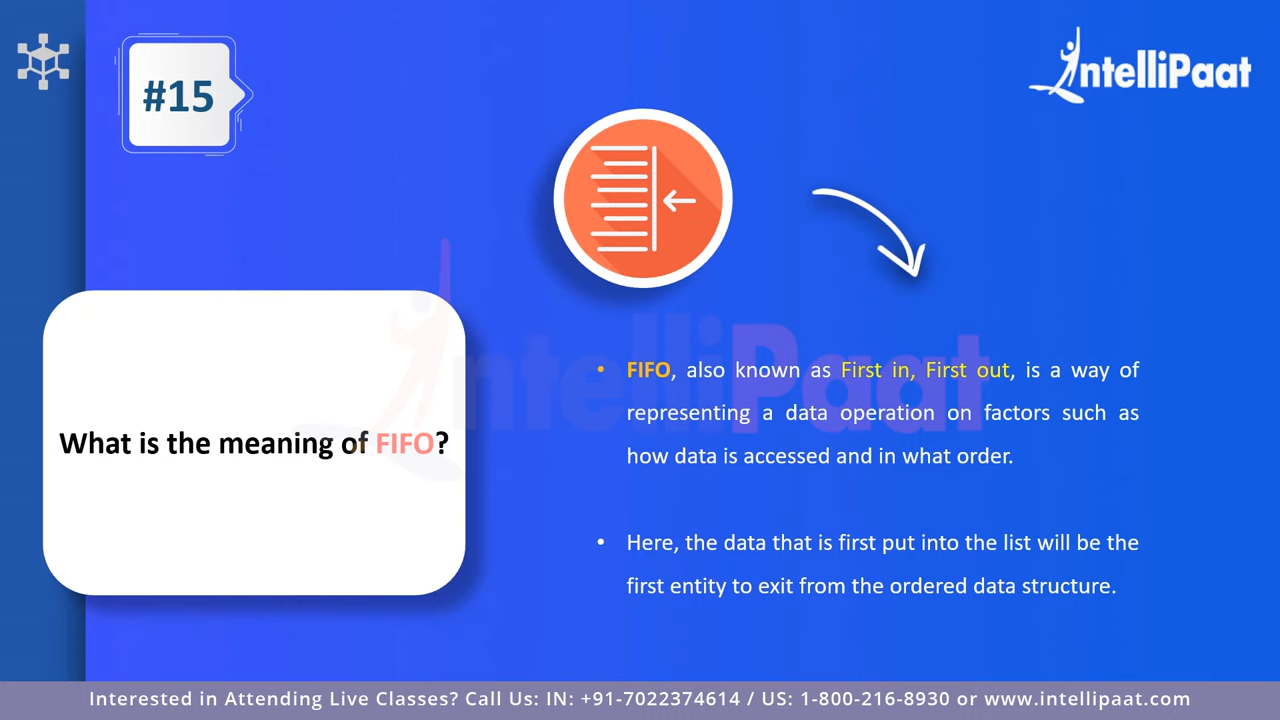 #15
IntelliPaat
What is the meaning of FIFO?
• FIFO, also known as First in, First out, is a way of
representing a data operation on factors such as
how data is accessed and in what order.
• Here, the data that is first put into the list will be the
first entity to exit from the ordered data structure.
IntelliPaat
Interested in Attending Live Classes? Call Us: IN: +91-7022374614 / US: 1-800-216-8930 or www.intellipaat.com